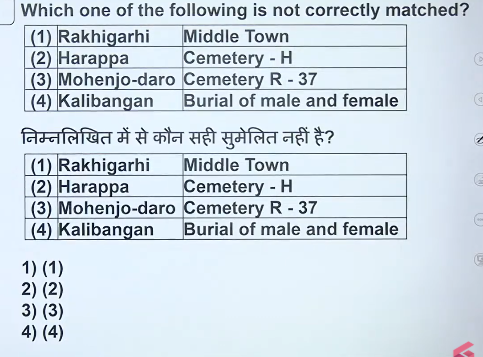 Which one of the following is not correctly matched?
(1) Rakhigarhi Middle Town
(2) Harappa Cemetery - H
(3) Mohenjo-daro Cemetery R - 37
(4) Kalibangan Burial of male and female
निम्नलिखित में से कौन सही सुमेलित नहीं है?
(1) Rakhigarhi Middle Town
(2) Harappa Cemetery - H
(3) Mohenjo-daro Cemetery R - 37
(4) Kalibangan Burial of male and female
1) (1)
2) (2)
3) (3)
4) (4)